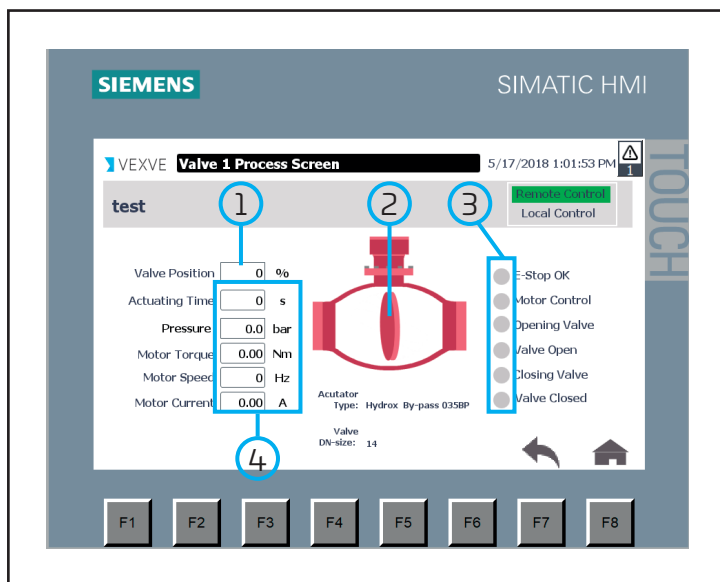 SIEMENS
SIMATIC HMI
TOUCH
VEXVE
Valve 1 Process Screen
5/17/2018 1:01:53 PM
1
test
1
2
3
Remote Control
Local Control
Valve Position 0 %
Actuating Time 0 s
Pressure 0.0 bar
Motor Torque 0.00 Nm
Motor Speed 0 Hz
Motor Current 0.00 A
4
Acutator
Type: Hydrox By-pass 035BP
Valve
DN-size: 14
E-Stop OK
Motor Control
Opening Valve
Valve Open
Closing Valve
Valve Closed
F1 F2 F3 F4 F5 F6 F7 F8